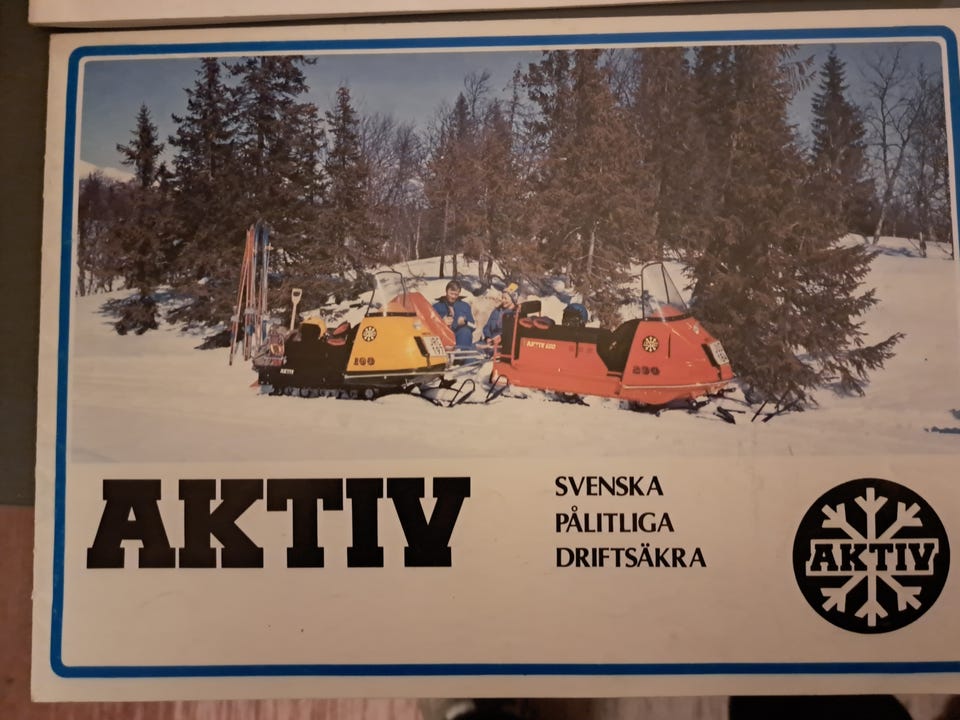 AKTIV
SVENSKA
PÅLITLIGA
DRIFTSÄKRA
AKTIV